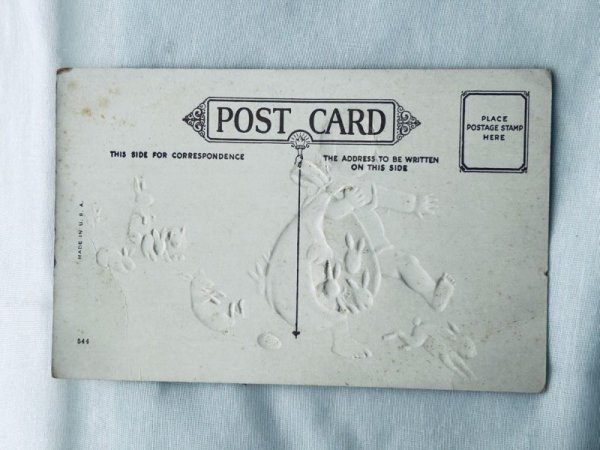 POST CARD
THIS SIDE FOR CORRESPONDENCE
THE ADDRESS TO BE WRITTEN
ON THIS SIDE
PLACE
POSTAGE STAMP
HERE
MADE IN U.S.A.
544